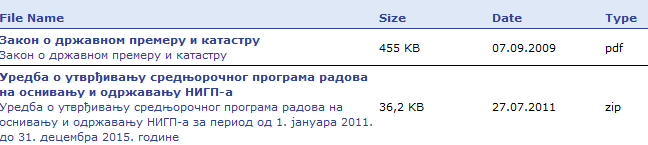 File Name Size Date Type
Закон о државном премеру и катастру
Закон о државном премеру и катастру 455 KB 07.09.2009 pdf
Уредба о утврђивању средњорочног програма радова
на оснивању и одржавању НИГП-а
Уредба о утврђивању средњорочног програма радова на 36,2 KB 27.07.2011 zip
оснивању и одржавању НИГП-а за период од 1. јануара 2011.
до 31. децембра 2015. године